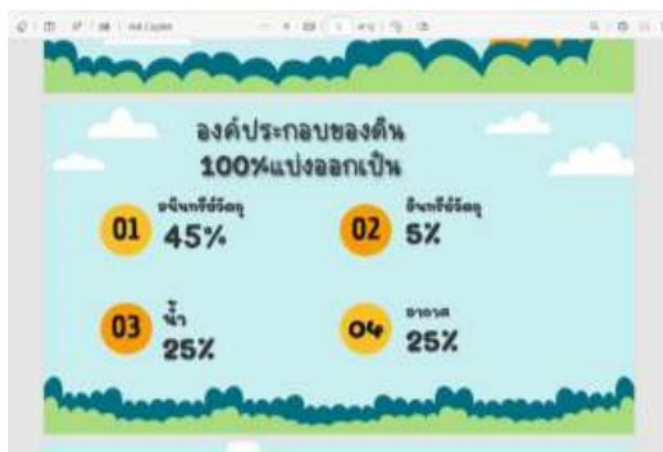 องค์ประกอบของดิน
100%แบ่งออกเป็น
01
อนินทรีย์วัตถุ
45%
02
อินทรีย์วัตถุ
5%
03
น้ำ
25%
04
อากาศ
25%